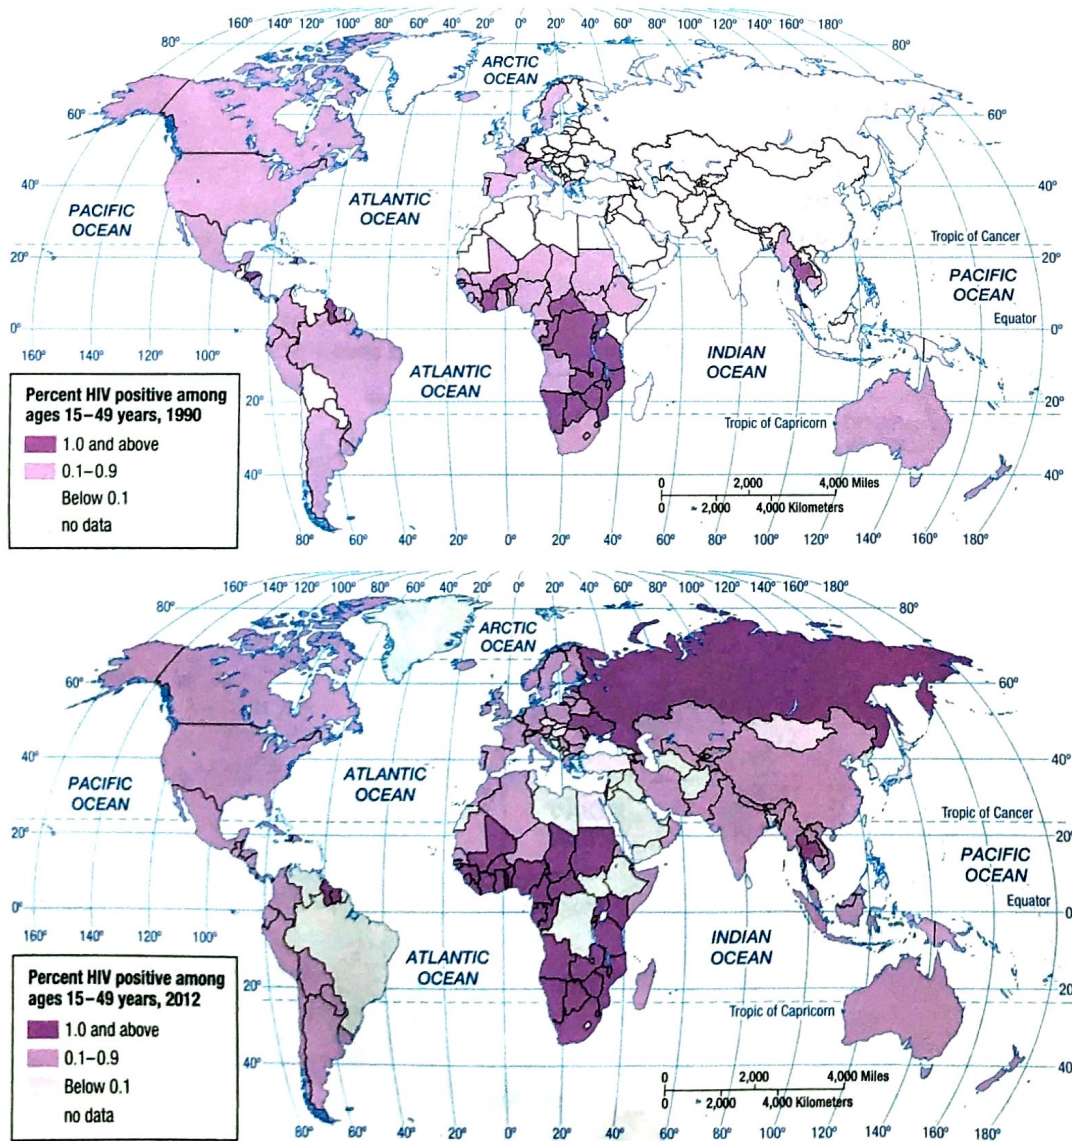 160° 140° 120° 100° 80° 60° 40° 20° 0° 20° 40° 60° 80° 100° 120° 140° 160° 180°
80° 80°
ARCTIC
OCEAN
60° 60°
40° 40°
PACIFIC
OCEAN
ATLANTIC
OCEAN
Tropic of Cancer
20° 20°
PACIFIC
OCEAN
Equator
0° 0°
160° 140° 120° 100°
ATLANTIC
OCEAN
INDIAN
OCEAN
Percent HIV positive among
ages 15–49 years, 1990
1.0 and above
0.1–0.9
Below 0.1
no data
20° 20°
Tropic of Capricorn
40° 40°
0 2,000 4,000 Miles
0 2,000 4,000 Kilometers
80° 60° 40° 20° 0° 20° 40° 60° 80° 100° 120° 140° 160° 180°
160° 140° 120° 100° 80° 60° 40° 20° 0° 20° 40° 60° 80° 100° 120° 140° 160° 180°
80° 80°
ARCTIC
OCEAN
60° 60°
40° 40°
PACIFIC
OCEAN
ATLANTIC
OCEAN
Tropic of Cancer
20° 20°
PACIFIC
OCEAN
Equator
0° 0
160° 140° 120° 100°
ATLANTIC
OCEAN
INDIAN
OCEAN
Percent HIV positive among
ages 15–49 years, 2012
1.0 and above
0.1–0.9
Below 0.1
no data
20° 20
Tropic of Capricorn
40° 40
0 2,000 4,000 Miles
0 2,000 4,000 Kilometers
80° 60° 40° 20° 0° 20° 40° 60° 80° 100° 120° 140° 160° 180°